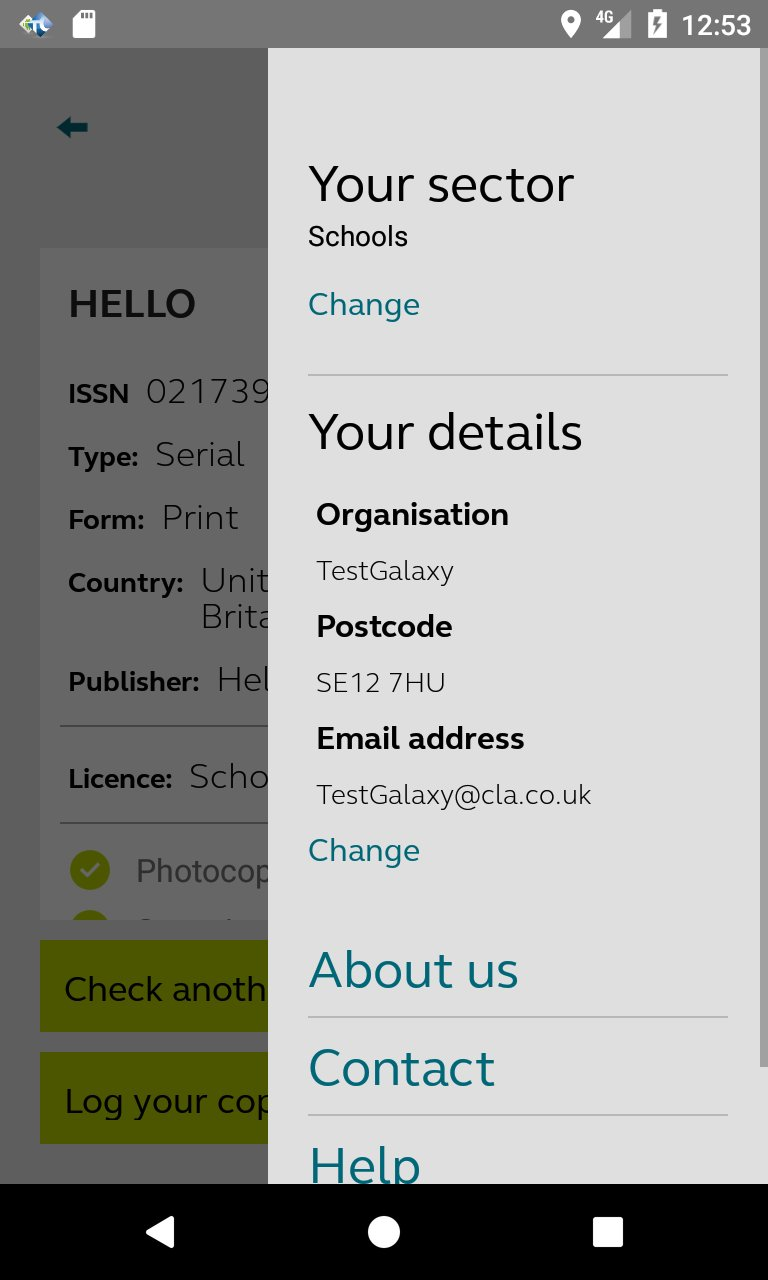 4G 12:53
HELLO
ISSN 021739
Type: Serial
Form: Print
Country: Unit
Brita
Publisher: Hel
Licence: Scho
Photocop
Check anoth
Log your cop
Your sector
Schools
Change
Your details
Organisation
TestGalaxy
Postcode
SE12 7HU
Email address
TestGalaxy@cla.co.uk
Change
About us
Contact
Help